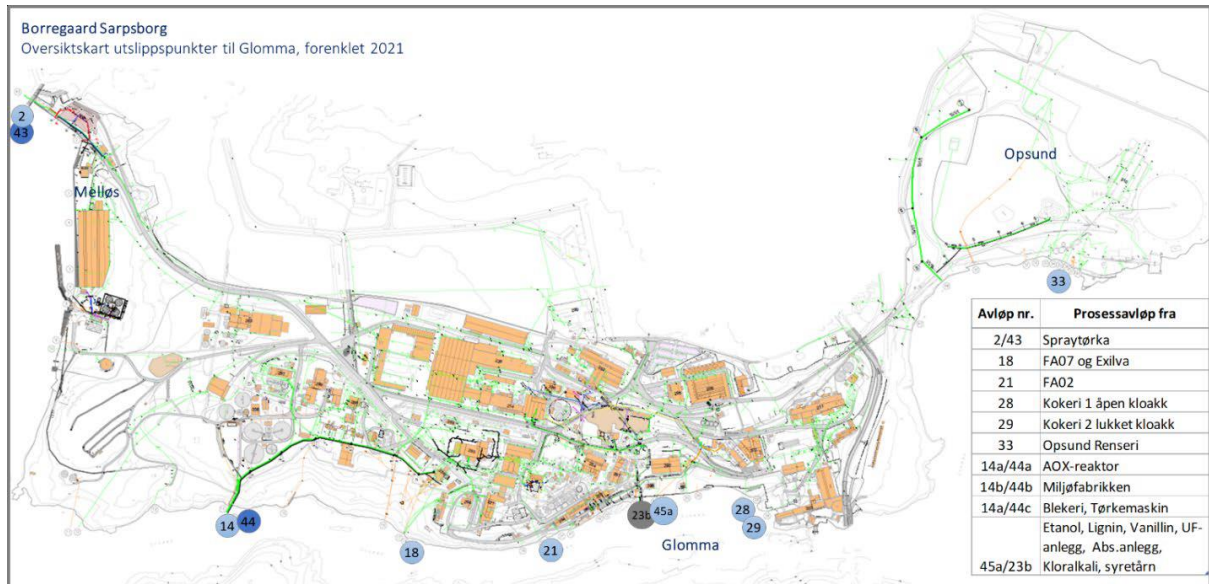 Borregaard Sarpsborg
Oversiktskart utslippspunkter til Glomma, forenklet 2021
2
43
Melløs
Opsund
33
14
44
18
21
23b
45a
28
29
Glomma
Avløp nr. Prosessavløp fra
2/43 Spraytørka
18 FA07 og Exilva
21 FA02
28 Kokeri 1 åpen kloakk
29 Kokeri 2 lukket kloakk
33 Opsund Renseri
14a/44a AOX-reaktor
14b/44b Miljøfabrikken
14a/44c Blekeri, Tørkemaskin
Etanol, Lignin, Vanillin, UF-
anlegg, Abs.anlegg,
45a/23b Kloralkali, syretårn